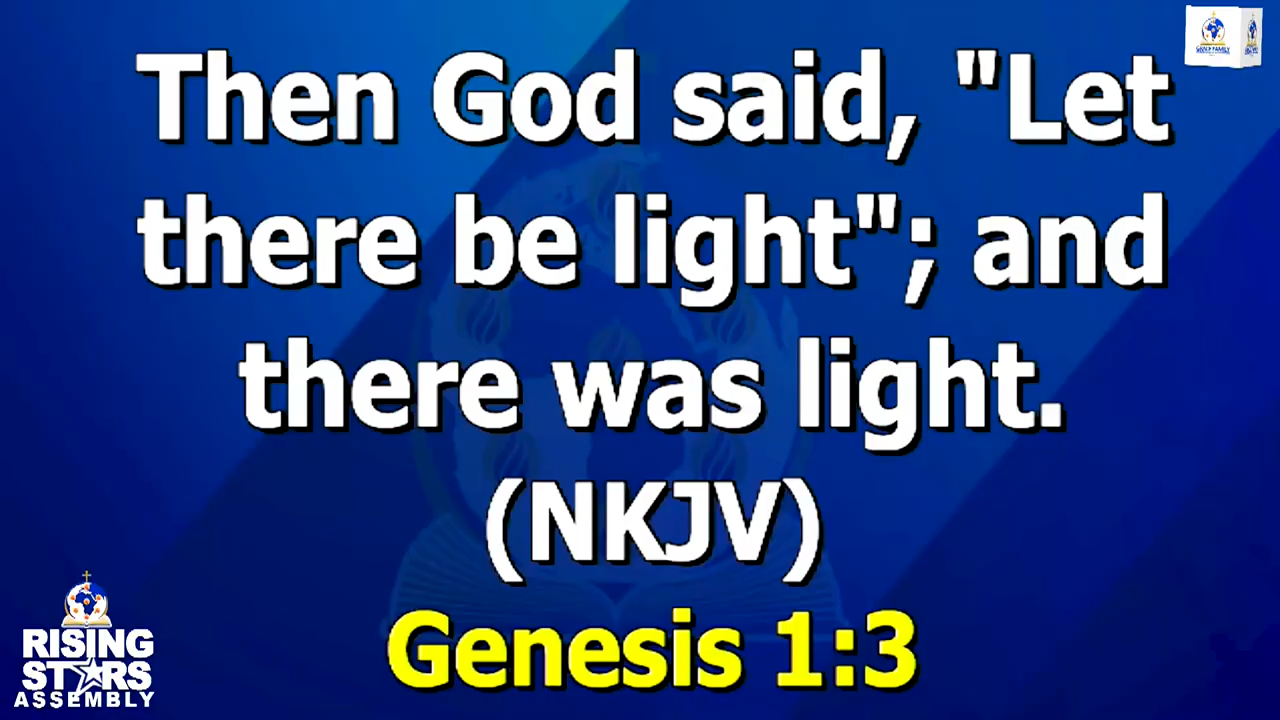 Then God said, "Let
there be light"; and
there was light.
(NKJV)
Genesis 1:3
RISING
STARS
ASSEMBLY